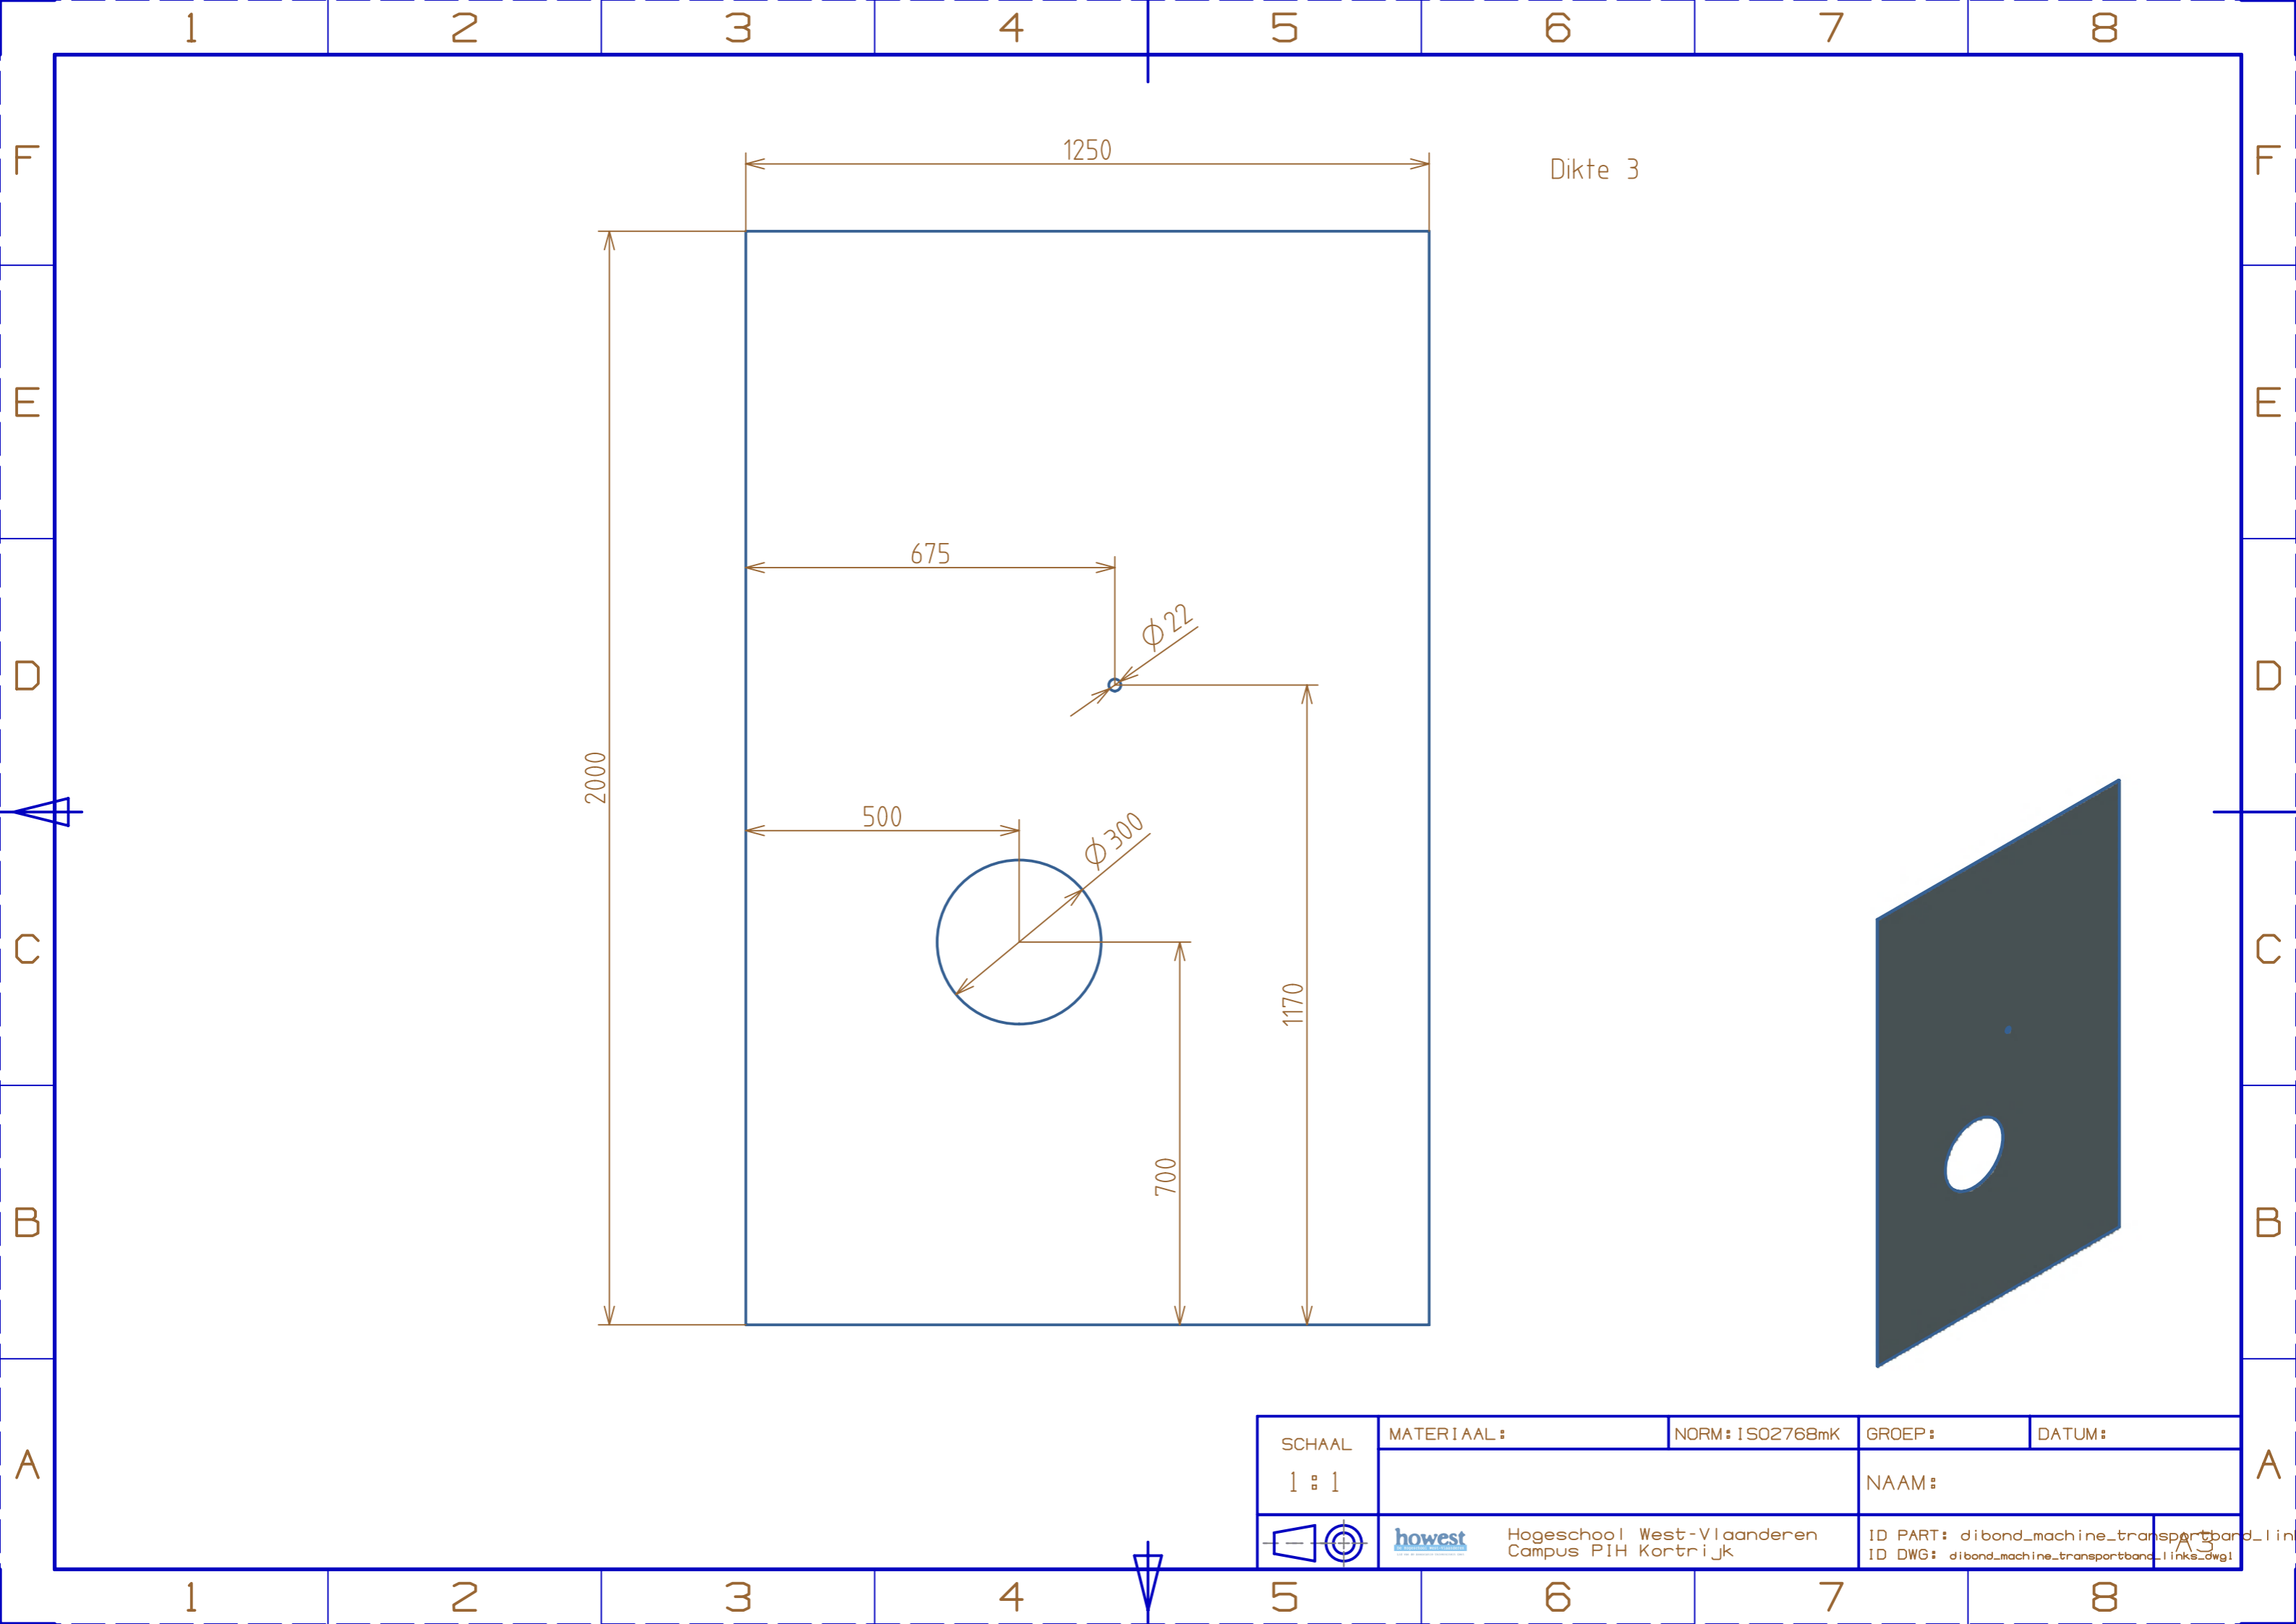 1 2 3 4 5 6 7 8
F F
1250
Dikte 3
E E
675
Φ22
D D
2000
500
Φ300
C C
1170
700
B B
A A
SCHAAL
1:1
MATERIAAL:
NORM:ISO2768mK
GROEP:
DATUM:
NAAM:
howest
Hogeschool West-Vlaanderen
Campus PIH Kortrijk
ID PART: dibond_machine_transportband_lin
ID DWG: dibond_machine_transportband_links_dwg1
A3
1 2 3 4 5 6 7 8